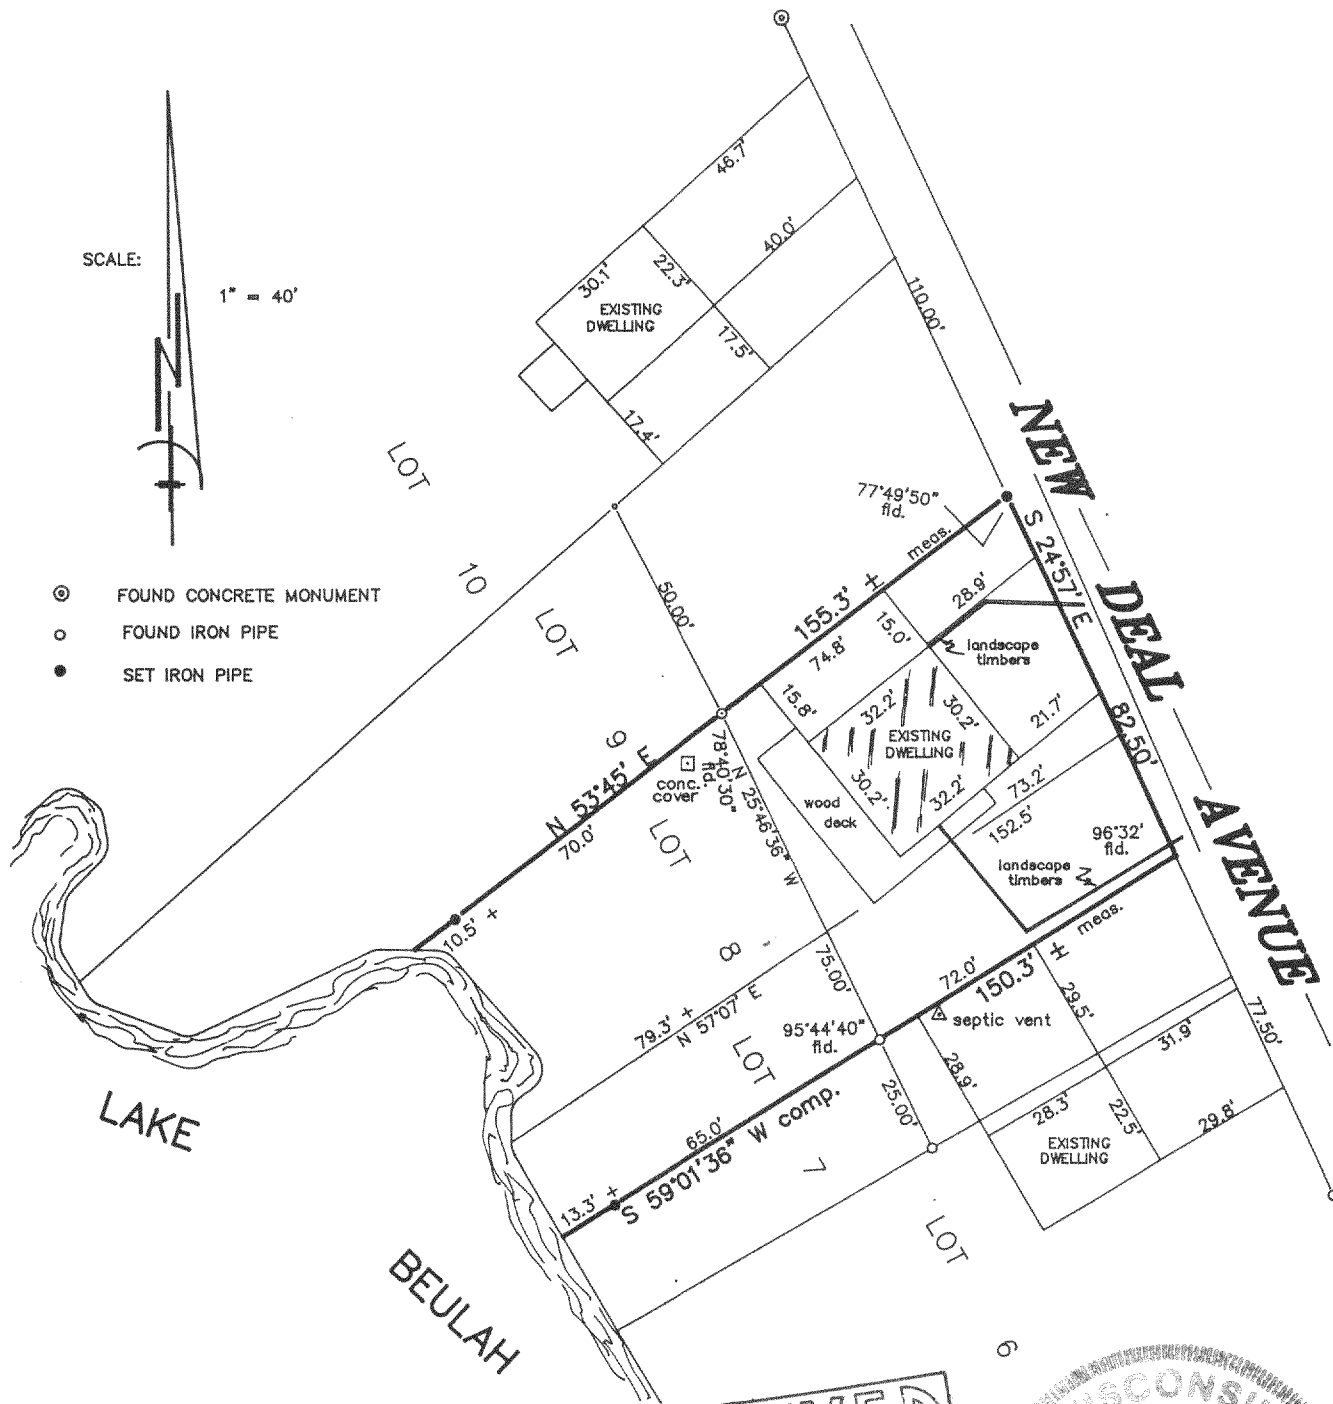 46.7'
40.0'
30.1'
22.3'
EXISTING
DWELLING
17.5'
17.4'
110.00'
SCALE:
1" = 40'
N
LOT
10
FOUND CONCRETE MONUMENT
FOUND IRON PIPE
SET IRON PIPE
LOT
9
50.00'
77°49'50"
fld.
155.3' ±
meas.
N 53°45' E
70.0'
10.5' ±
S 24°57' E
82.50'
NEW
DEAL
AVENUE
28.9'
15.0'
74.8'
15.8'
landscape
timbers
32.2'
30.2'
EXISTING
DWELLING
30.2'
32.2'
21.7'
73.2'
152.5'
wood
deck
conc.
cover
78°40'30"
fld.
N 25°46'36" W
LOT
8
96°32'
fld.
landscape
timbers
75.00'
79.3' ±
N 57°07' E
95°44'40"
fld.
72.0'
150.3' ±
meas.
septic vent
29.5'
28.9'
77.50'
31.9'
28.3'
22.5'
29.8'
EXISTING
DWELLING
25.00'
LOT
7
65.0'
S 59°01'36" W comp.
13.3' ±
LAKE
BEULAH
LOT
6